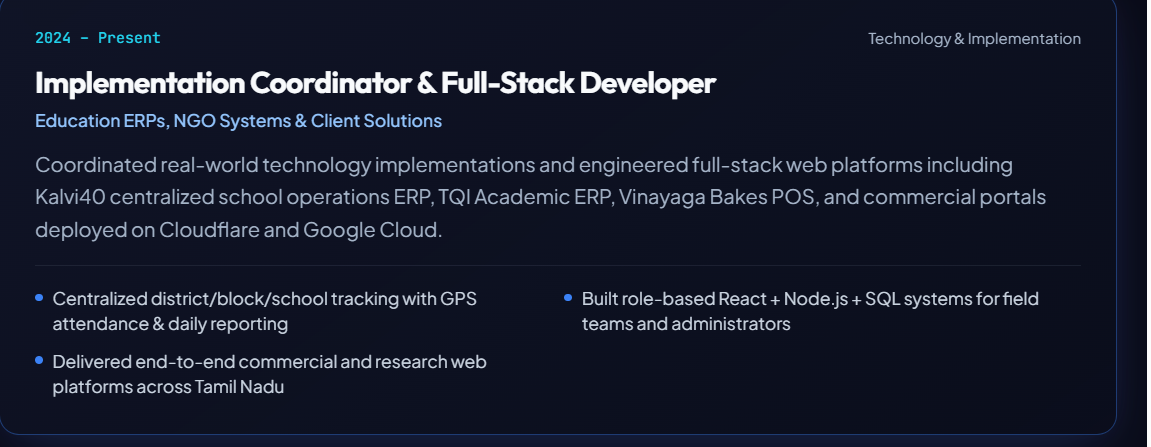 2024 – Present
Technology & Implementation
Implementation Coordinator & Full-Stack Developer
Education ERPs, NGO Systems & Client Solutions
Coordinated real-world technology implementations and engineered full-stack web platforms including
Kalvi40 centralized school operations ERP, TQI Academic ERP, Vinayaga Bakes POS, and commercial portals
deployed on Cloudflare and Google Cloud.
Centralized district/block/school tracking with GPS
attendance & daily reporting
Built role-based React + Node.js + SQL systems for field
teams and administrators
Delivered end-to-end commercial and research web
platforms across Tamil Nadu